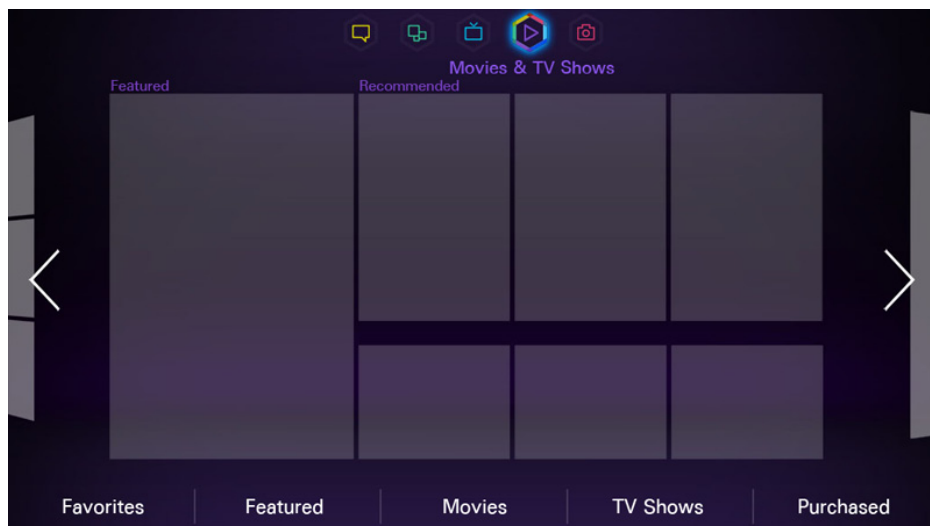 Movies & TV Shows
Featured
Recommended
Favorites
Featured
Movies
TV Shows
Purchased